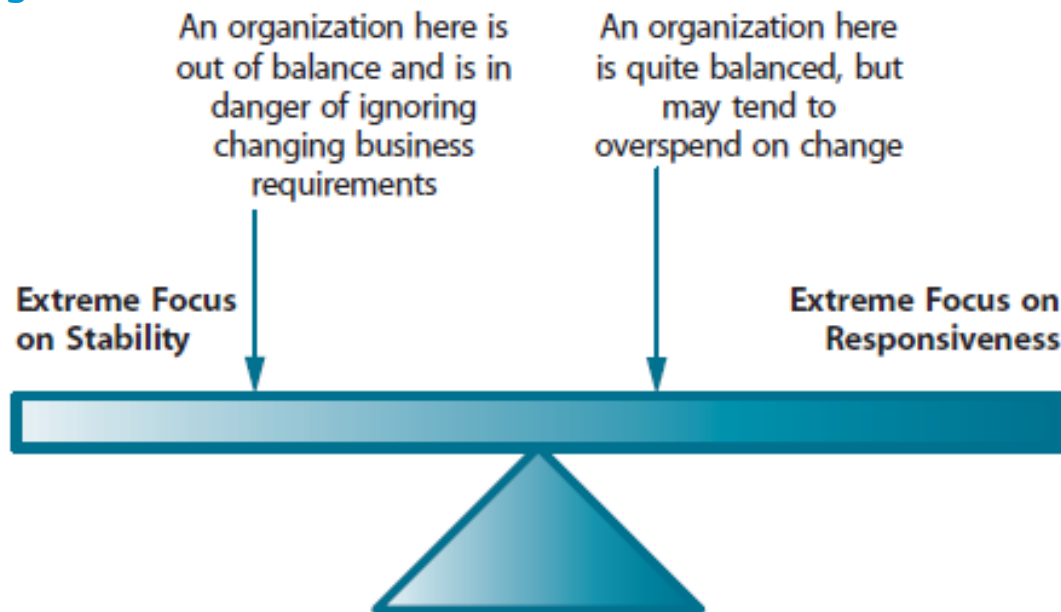 An organization here is
out of balance and is in
danger of ignoring
changing business
requirements
An organization here
is quite balanced, but
may tend to
overspend on change
Extreme Focus
on Stability
Extreme Focus on
Responsiveness